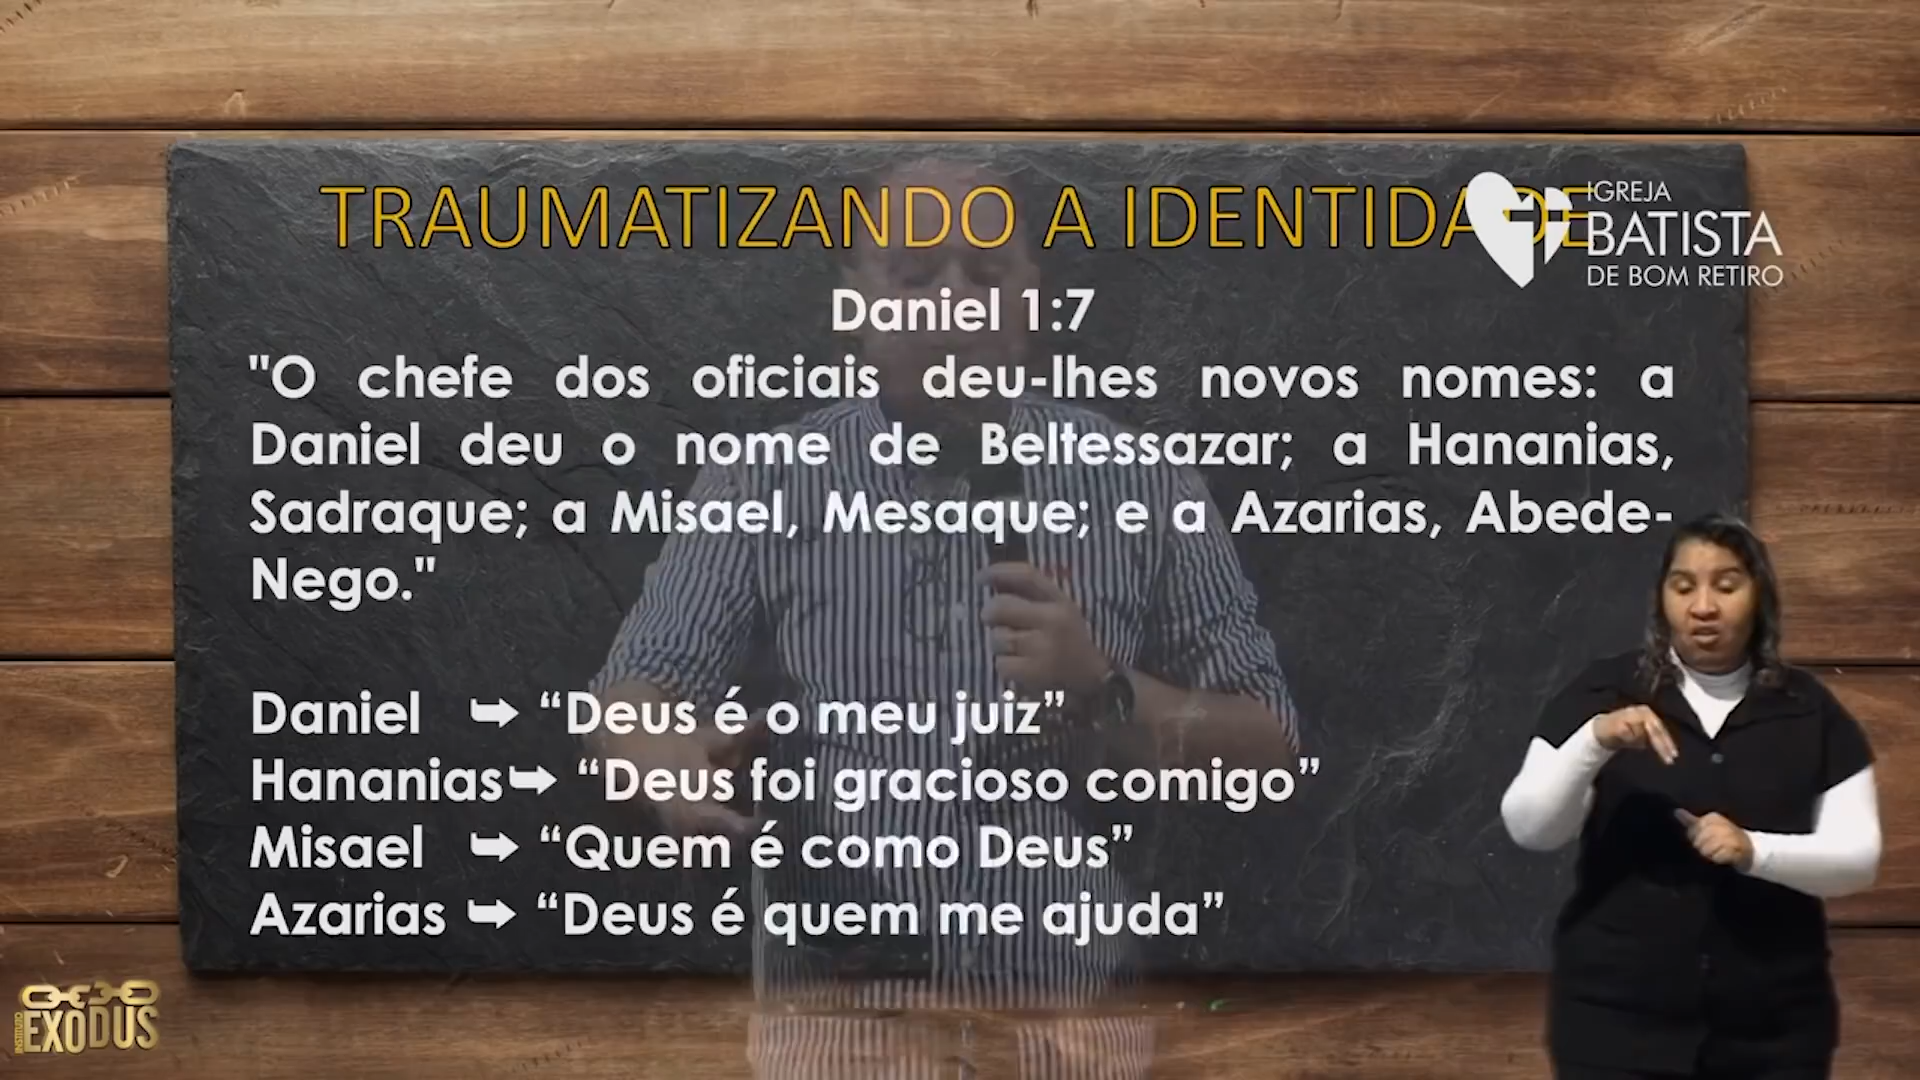 TRAUMATIZANDO A IDENTIDADE
IGREJA
BATISTA
DE BOM RETIRO
Daniel 1:7
"O chefe dos oficiais deu-lhes novos nomes: a
Daniel deu o nome de Beltessazar; a Hananias,
Sadraque; a Misael, Mesaque; e a Azarias, Abede-
Nego."
Daniel ➥ “Deus é o meu juiz”
Hananias➥ “Deus foi gracioso comigo”
Misael ➥ “Quem é como Deus”
Azarias ➥ “Deus é quem me ajuda”
INSTITUTO
EXODUS